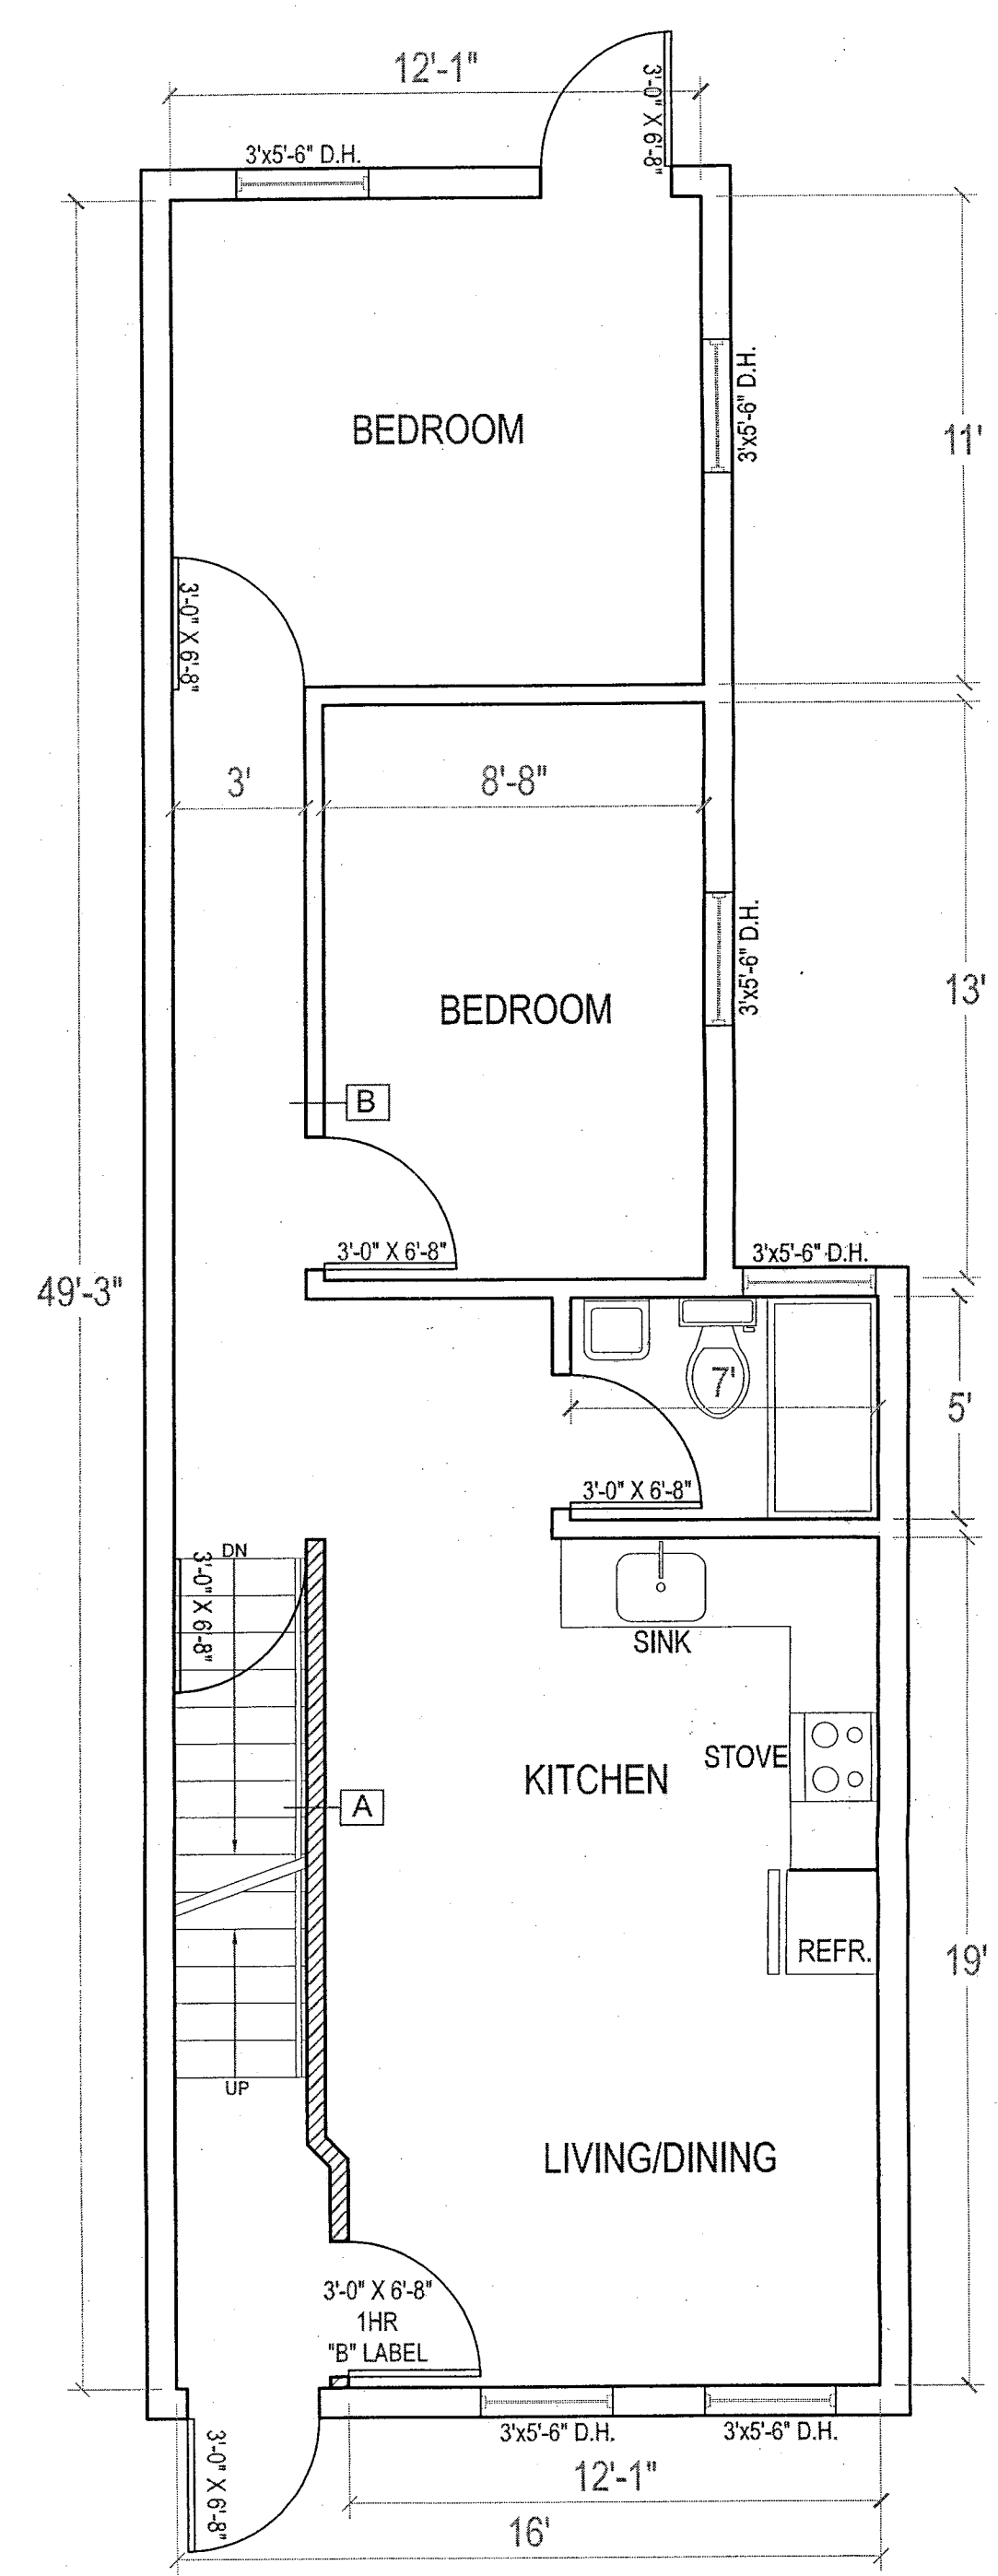 12'-1"
3'-0" X 6'-8"
3'x5'-6" D.H.
3'x5'-6" D.H.
BEDROOM
11'
3'-0" X 6'-8"
3'
8'-8"
3'x5'-6" D.H.
13'
BEDROOM
B
3'-0" X 6'-8"
3'x5'-6" D.H.
49'-3"
7'
5'
3'-0" X 6'-8"
DN
3'-0" X 6'-8"
SINK
STOVE
KITCHEN
A
REFR.
19'
UP
LIVING/DINING
3'-0" X 6'-8"
1HR
"B" LABEL
3'x5'-6" D.H.
3'x5'-6" D.H.
3'-0" X 6'-8"
12'-1"
16'